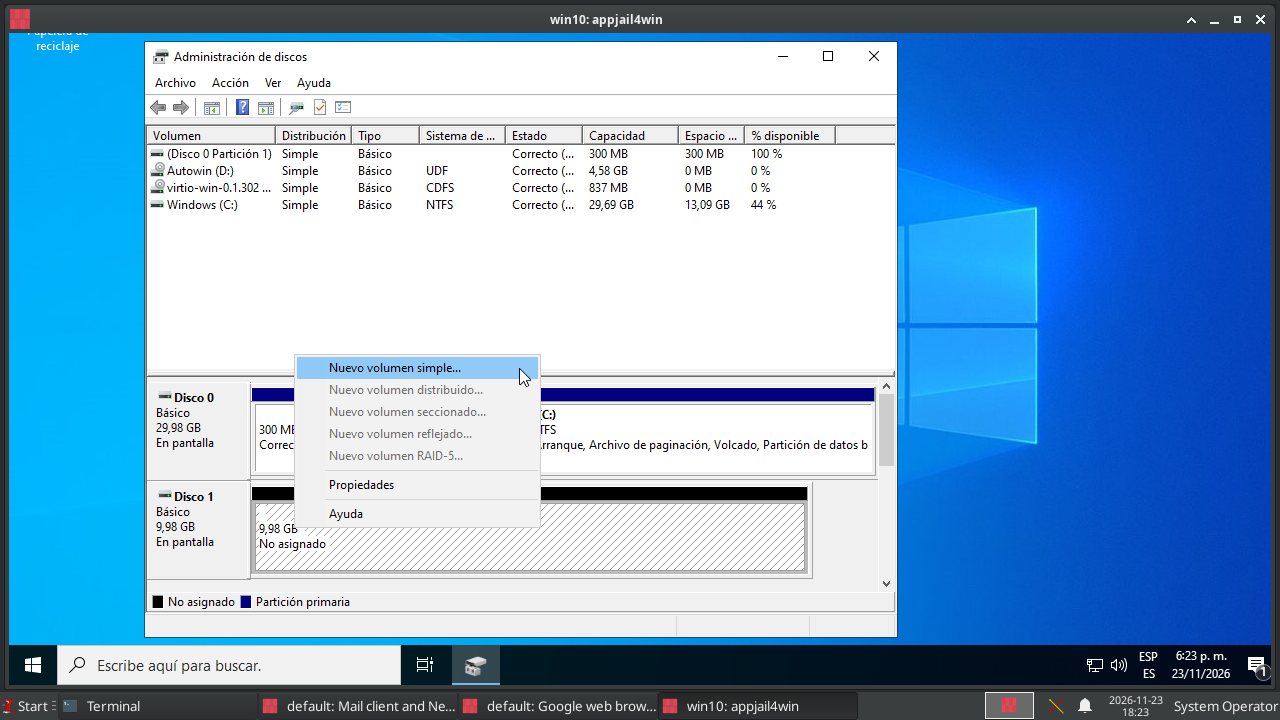 win10: appjail4win
Papelera de
reciclaje
Administración de discos
Archivo Acción Ver Ayuda
Volumen Distribución Tipo Sistema de ... Estado Capacidad Espacio ... % disponible
(Disco 0 Partición 1) Simple Básico Correcto (... 300 MB 300 MB 100 %
Autowin (D:) Simple Básico UDF Correcto (... 4,58 GB 0 MB 0 %
virtio-win-0.1.302 ... Simple Básico CDFS Correcto (... 837 MB 0 MB 0 %
Windows (C:) Simple Básico NTFS Correcto (... 29,69 GB 13,09 GB 44 %
Nuevo volumen simple...
Nuevo volumen distribuido...
Nuevo volumen seccionado...
Nuevo volumen reflejado...
Nuevo volumen RAID-5...
Propiedades
Ayuda
Disco 0
Básico
29,98 GB
En pantalla
300 MB
Correc
(C:)
TFS
Arranque, Archivo de paginación, Volcado, Partición de datos b
Disco 1
Básico
9,98 GB
En pantalla
9,98 GB
No asignado
No asignado Partición primaria
Escribe aquí para buscar.
ESP
ES
6:23 p. m.
23/11/2026
1
Start
Terminal
default: Mail client and Ne...
default: Google web brow...
win10: appjail4win
2026-11-23
18:23
System Operator